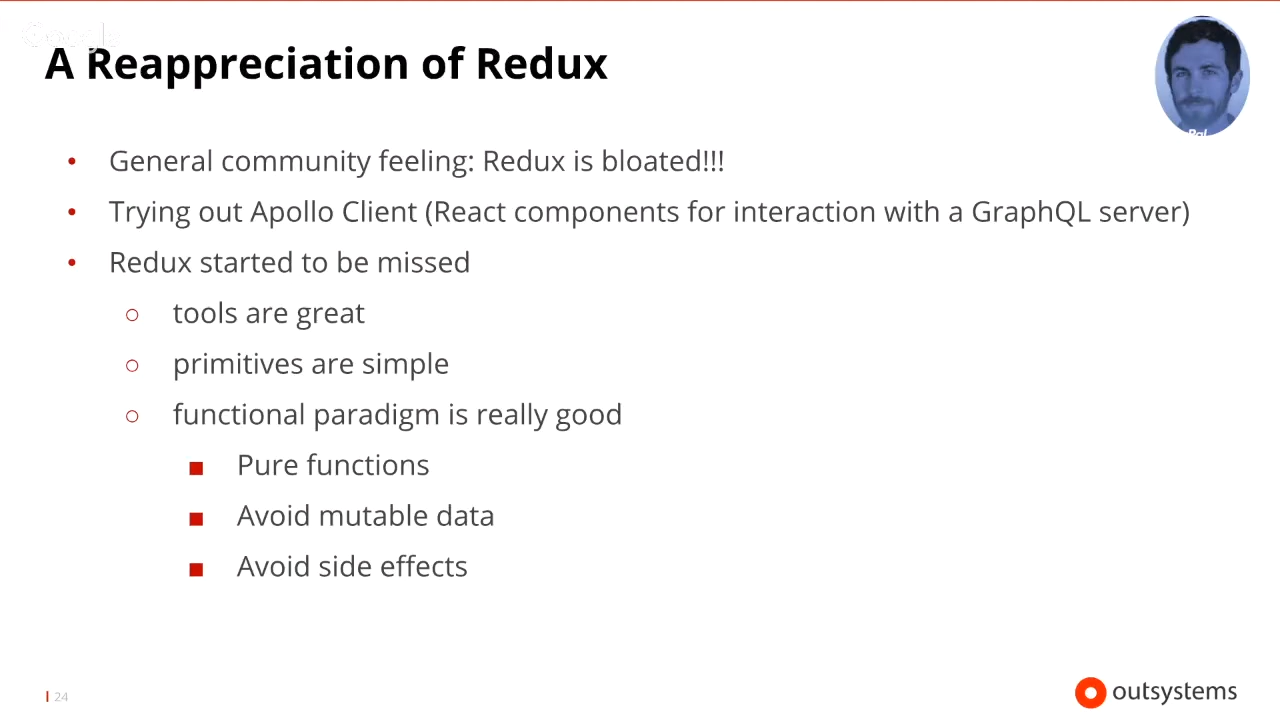 Google
A Reappreciation of Redux
• General community feeling: Redux is bloated!!!
• Trying out Apollo Client (React components for interaction with a GraphQL server)
• Redux started to be missed
○ tools are great
○ primitives are simple
○ functional paradigm is really good
■ Pure functions
■ Avoid mutable data
■ Avoid side effects
24
outsystems